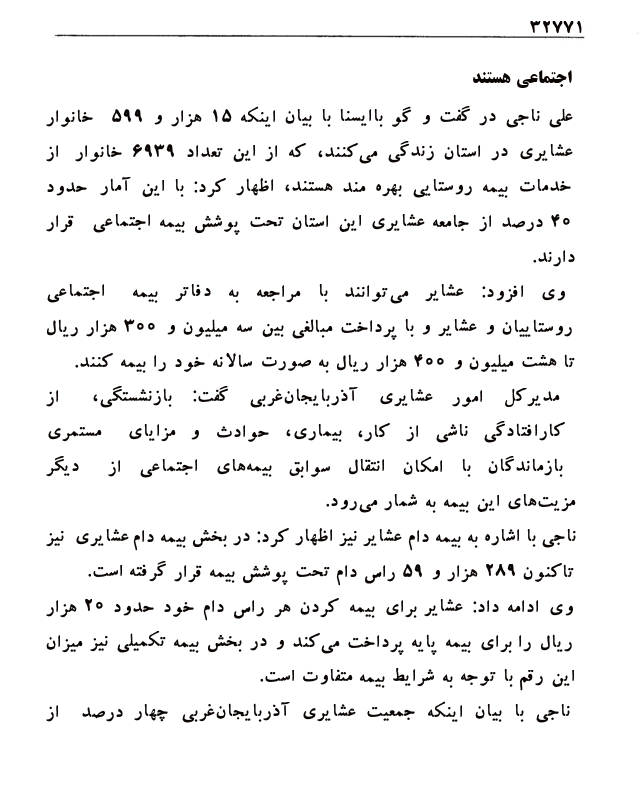 ۳۲۷۷۱
اجتماعی هستند
علی ناجی در گفت و گو باایسنا با بیان اینکه ۱۵ هزار و ۵۹۹ خانوار
عشایری در استان زندگی می‌کنند، که از این تعداد ۶۹۳۹ خانوار از
خدمات بیمه روستایی بهره مند هستند، اظهار کرد: با این آمار حدود
۴۰ درصد از جامعه عشایری این استان تحت پوشش بیمه اجتماعی قرار
دارند.
وی افزود: عشایر می‌توانند با مراجعه به دفاتر بیمه اجتماعی
روستاییان و عشایر و با پرداخت مبالغی بین سه میلیون و ۳۰۰ هزار ریال
تا هشت میلیون و ۴۰۰ هزار ریال به صورت سالانه خود را بیمه کنند.
مدیرکل امور عشایری آذربایجان‌غربی گفت: بازنشستگی، از
کارافتادگی ناشی از کار، بیماری، حوادث و مزایای مستمری
بازماندگان با امکان انتقال سوابق بیمه‌های اجتماعی از دیگر
مزیت‌های این بیمه به شمار می‌رود.
ناجی با اشاره به بیمه دام عشایر نیز اظهار کرد: در بخش بیمه دام عشایری نیز
تاکنون ۲۸۹ هزار و ۵۹ راس دام تحت پوشش بیمه قرار گرفته است.
وی ادامه داد: عشایر برای بیمه کردن هر راس دام خود حدود ۲۰ هزار
ریال را برای بیمه پایه پرداخت می‌کند و در بخش بیمه تکمیلی نیز میزان
این رقم با توجه به شرایط بیمه متفاوت است.
ناجی با بیان اینکه جمعیت عشایری آذربایجان‌غربی چهار درصد از